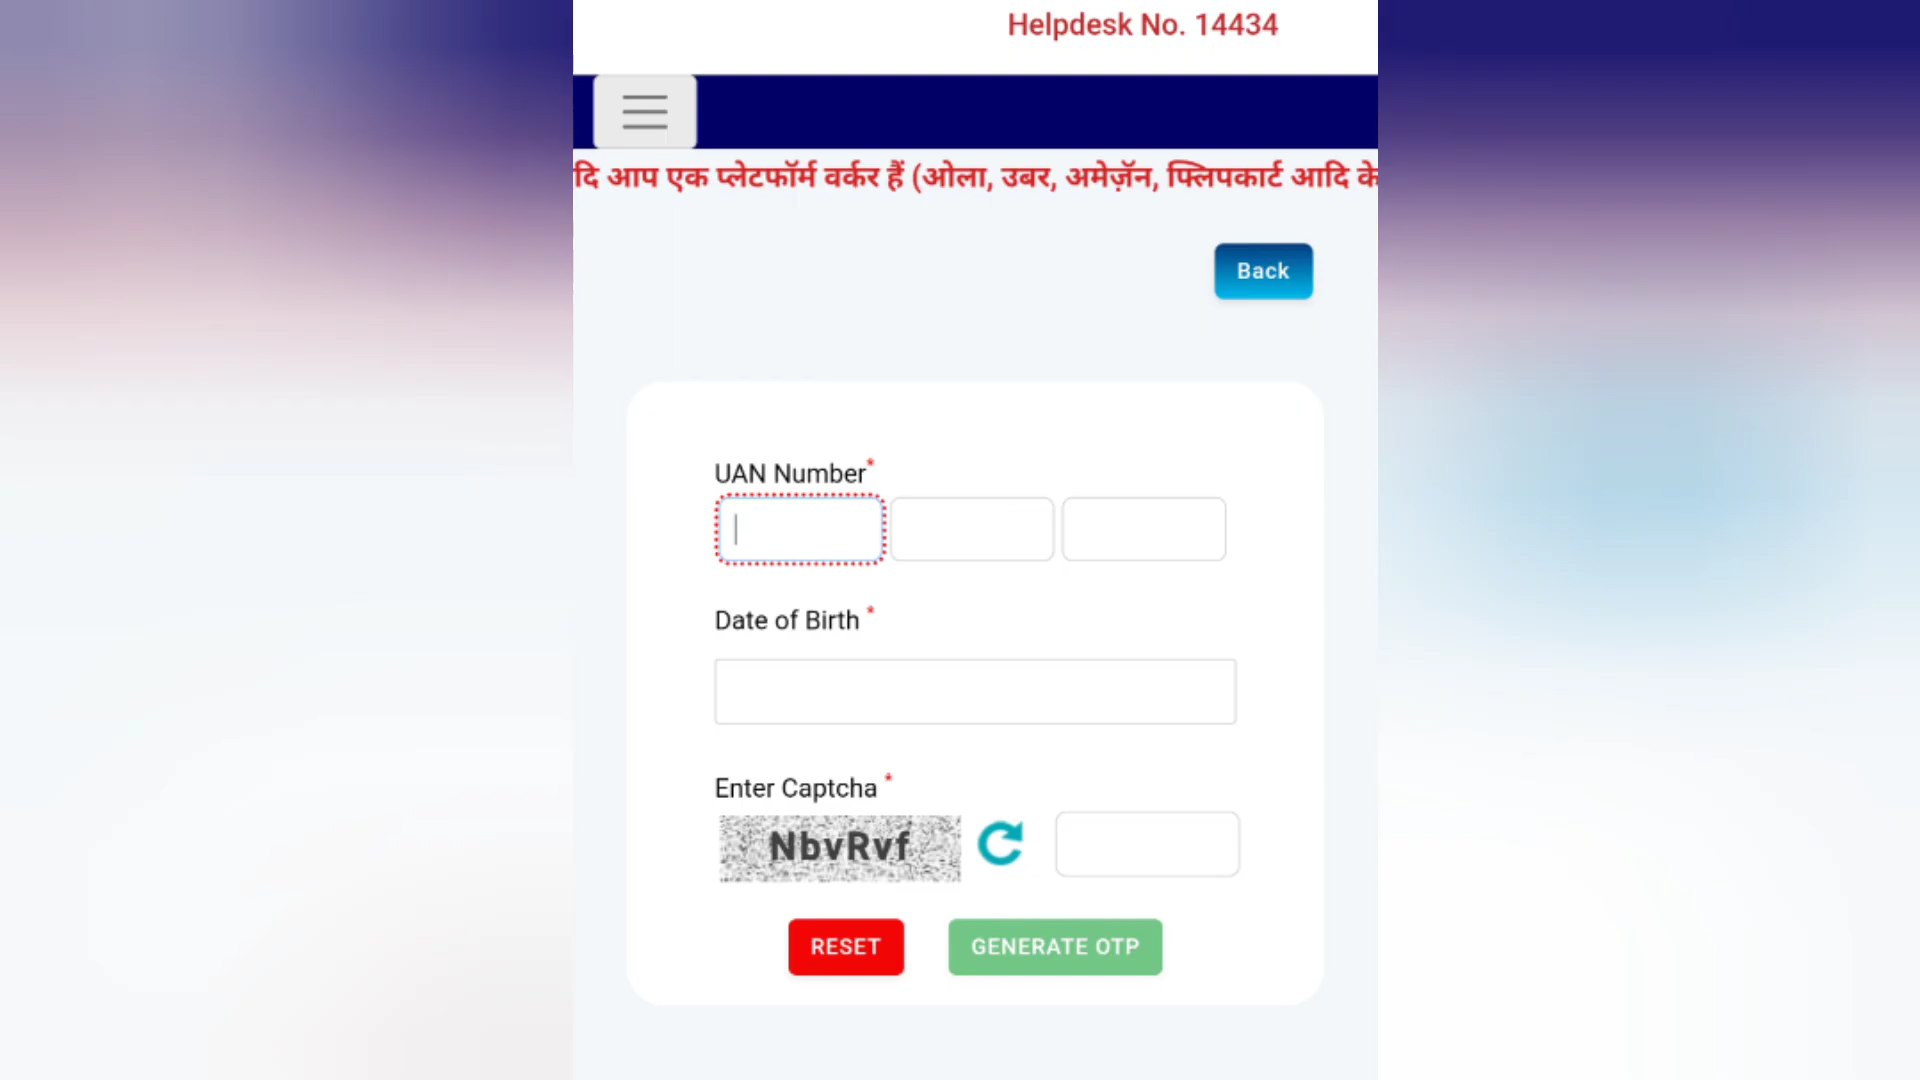 Helpdesk No. 14434
दि आप एक प्लेटफॉर्म वर्कर हैं (ओला, उबर, अमेज़ॅन, फ्लिपकार्ट आदि के
Back
UAN Number*
Date of Birth *
Enter Captcha *
NbvRvf
RESET
GENERATE OTP